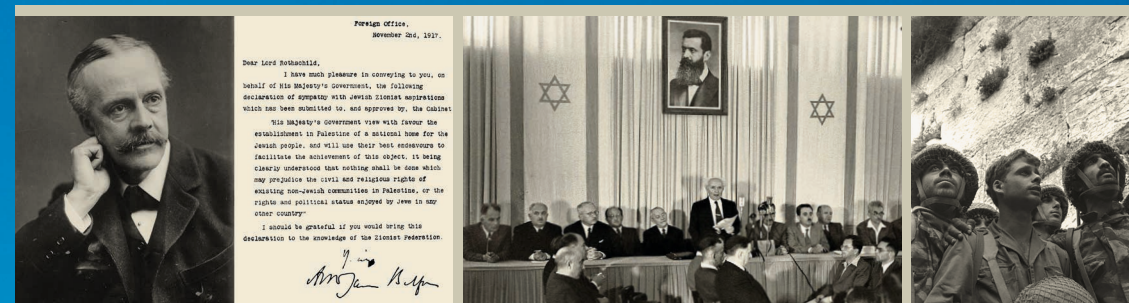 Foreign Office,
November 2nd, 1917.
Dear Lord Rothschild,
I have much pleasure in conveying to you, on
behalf of His Majesty's Government, the following
declaration of sympathy with Jewish Zionist aspirations
which has been submitted to, and approved by, the Cabinet
"His Majesty's Government view with favour the
establishment in Palestine of a national home for the
Jewish people, and will use their best endeavours to
facilitate the achievement of this object, it being
clearly understood that nothing shall be done which
may prejudice the civil and religious rights of
existing non-Jewish communities in Palestine, or the
rights and political status enjoyed by Jews in any
other country"
I should be grateful if you would bring this
declaration to the knowledge of the Zionist Federation.